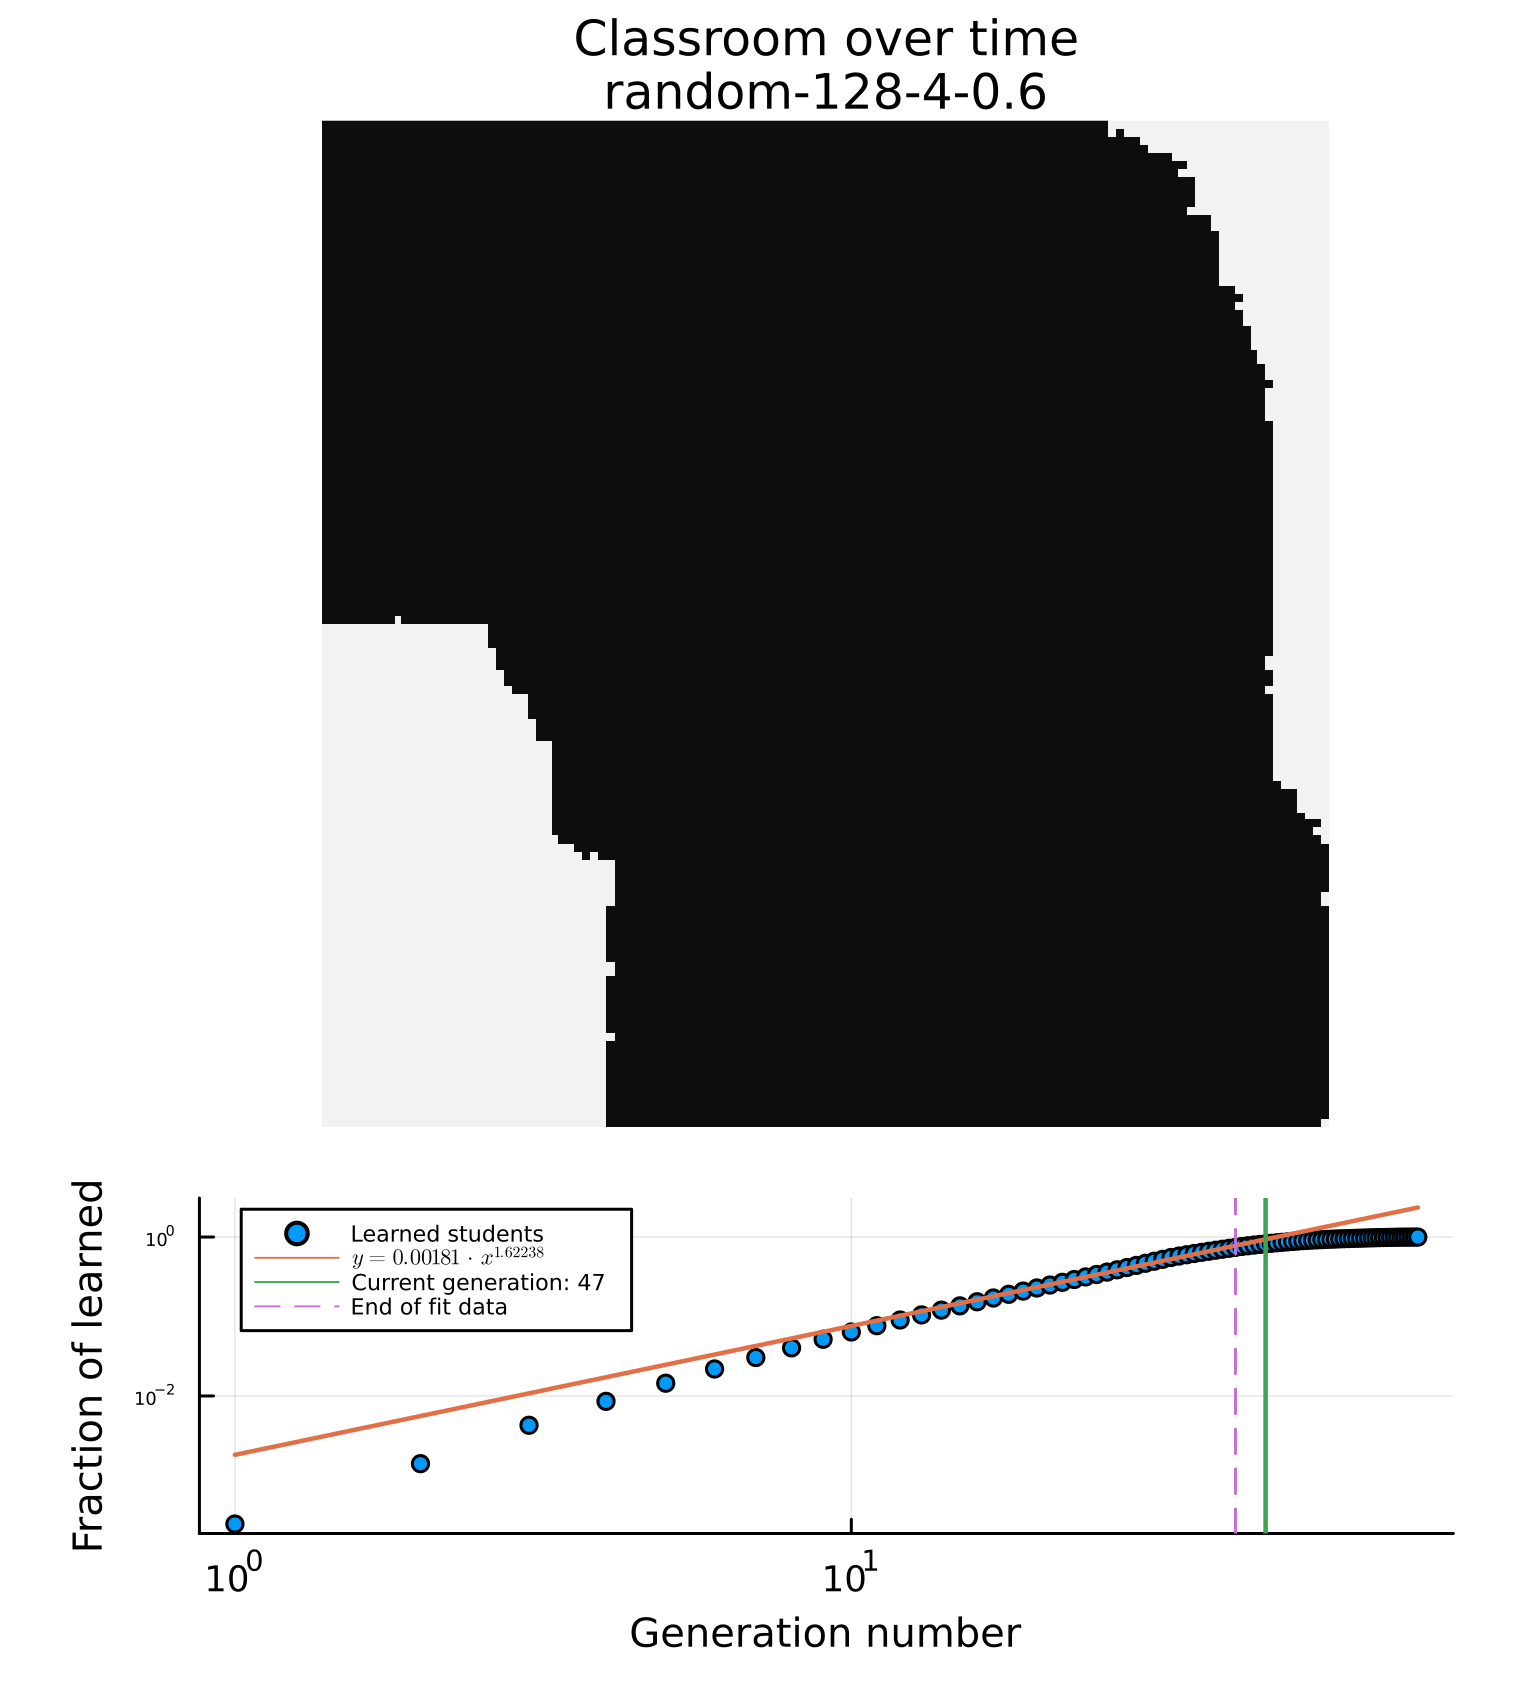 Classroom over time
random-128-4-0.6
Fraction of learned
10⁰
10⁻²
Learned students
y = 0.00181 · x^1.62238
Current generation: 47
End of fit data
10⁰
10¹
Generation number